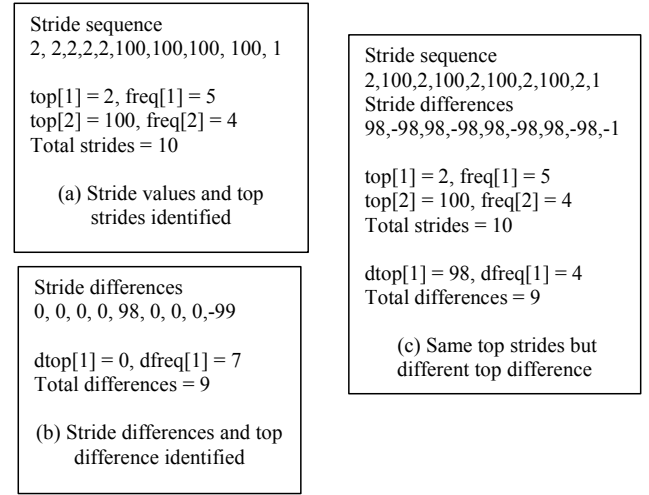 Stride sequence
2, 2,2,2,2,100,100,100, 100, 1
top[1] = 2, freq[1] = 5
top[2] = 100, freq[2] = 4
Total strides = 10
(a) Stride values and top
strides identified
Stride differences
0, 0, 0, 0, 98, 0, 0, 0,-99
dtop[1] = 0, dfreq[1] = 7
Total differences = 9
(b) Stride differences and top
difference identified
Stride sequence
2,100,2,100,2,100,2,100,2,1
Stride differences
98,-98,98,-98,98,-98,98,-98,-1
top[1] = 2, freq[1] = 5
top[2] = 100, freq[2] = 4
Total strides = 10
dtop[1] = 98, dfreq[1] = 4
Total differences = 9
(c) Same top strides but
different top difference